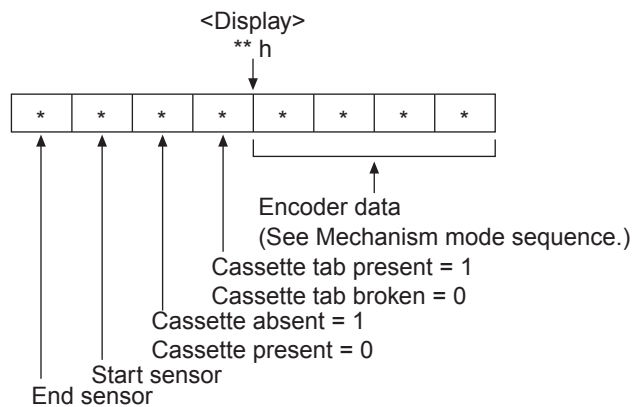 <Display>
** h
* * * * * * * *
Encoder data
(See Mechanism mode sequence.)
Cassette tab present = 1
Cassette tab broken = 0
Cassette absent = 1
Cassette present = 0
Start sensor
End sensor